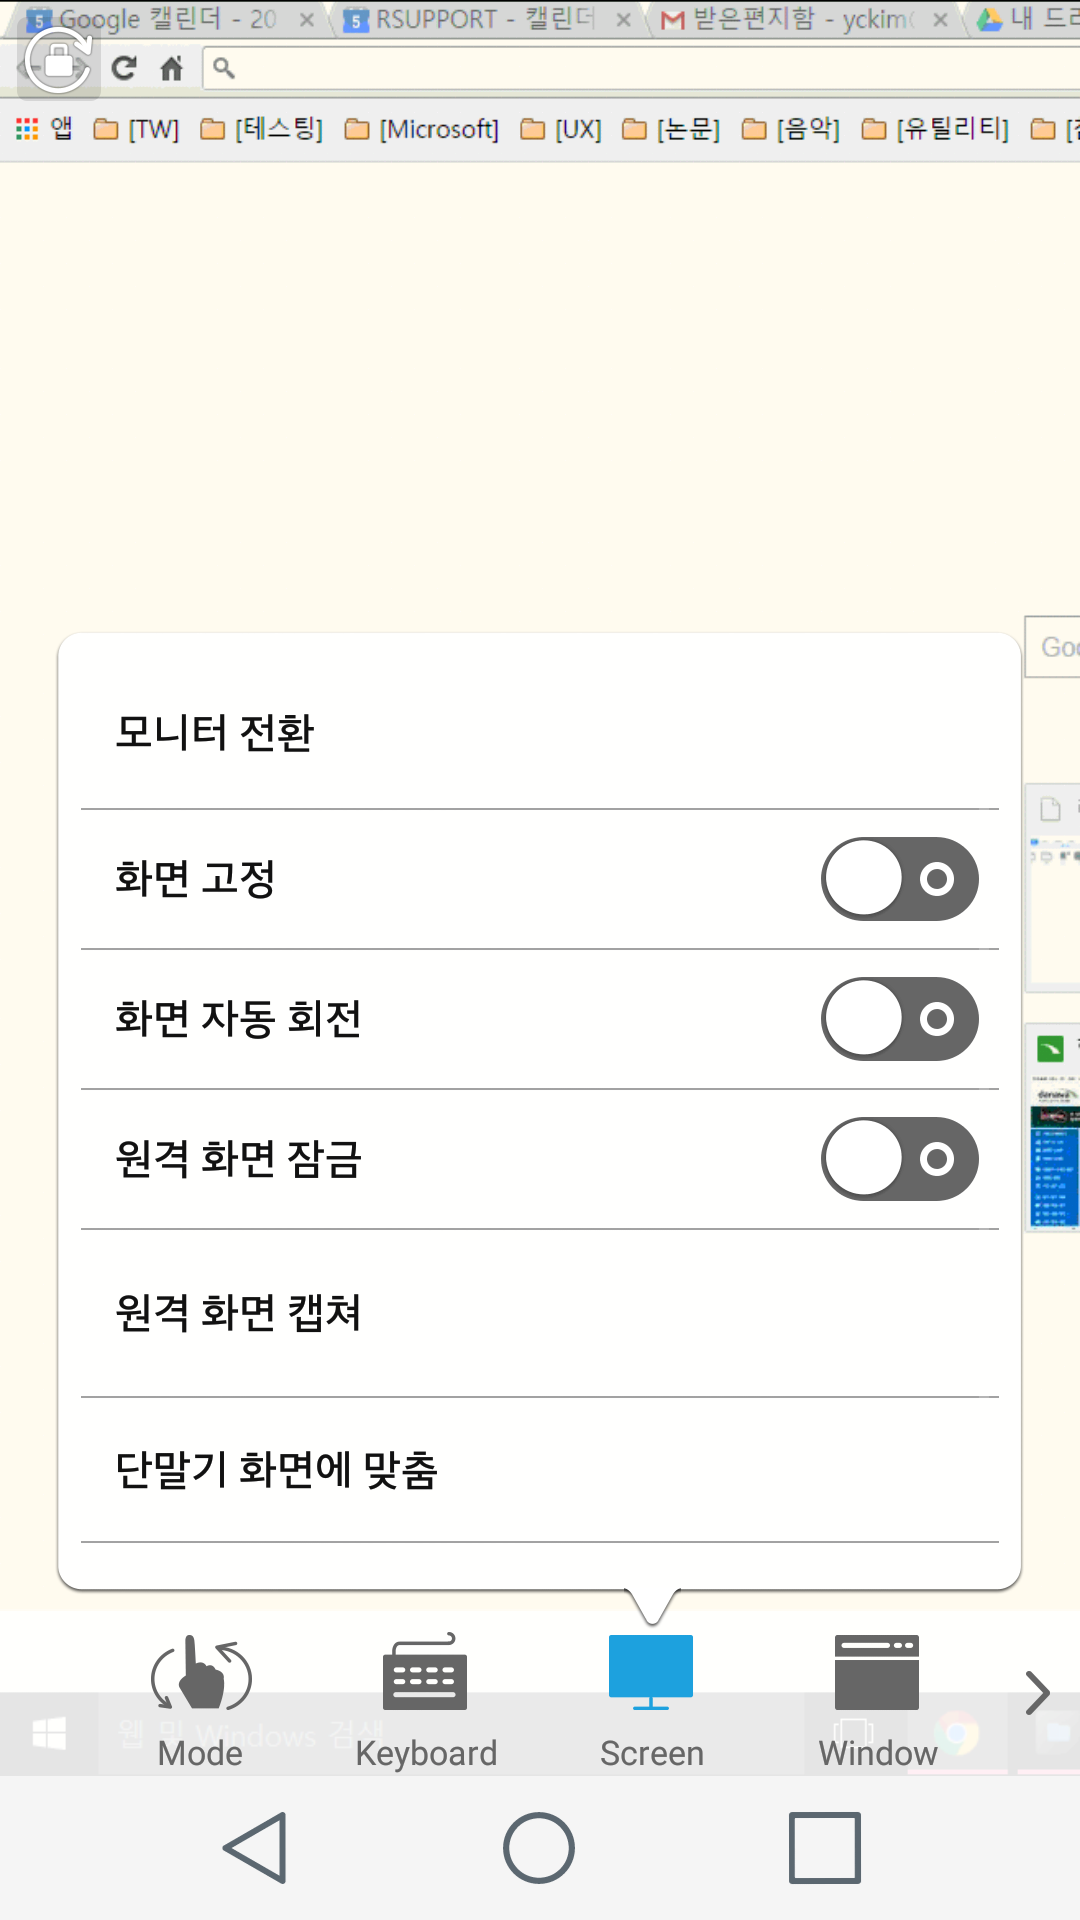 Google 캘린더 - 20
RSUPPORT - 캘린더
받은편지함 - yckim
내 드
앱
[TW]
[테스팅]
[Microsoft]
[UX]
[논문]
[음악]
[유틸리티]
Goo
모니터 전환
화면 고정
화면 자동 회전
원격 화면 잠금
원격 화면 캡쳐
단말기 화면에 맞춤
웹 및 Windows 검색
Mode
Keyboard
Screen
Window